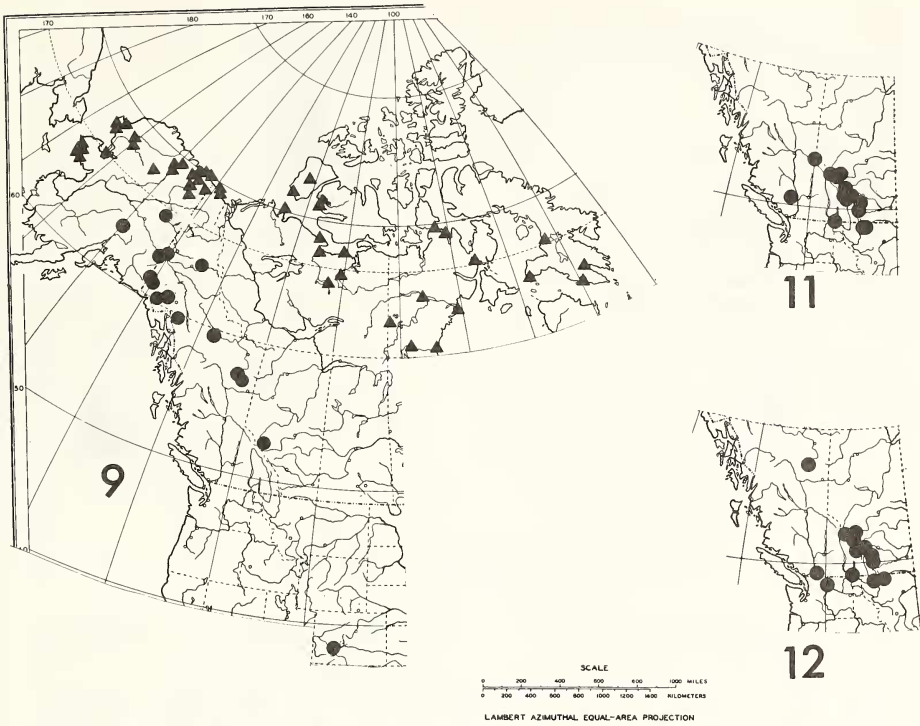 170 180 170 160 140 100
60
50
9
11
12
SCALE
0 200 400 600 800 1000 MILES
0 200 400 600 800 1000 1200 1400 KILOMETERS
LAMBERT AZIMUTHAL EQUAL-AREA PROJECTION